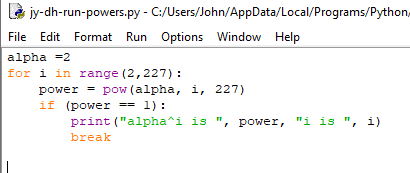 jy-dh-run-powers.py - C:/Users/John/AppData/Local/Programs/Python/
File Edit Format Run Options Window Help
alpha =2
for i in range(2,227):
    power = pow(alpha, i, 227)
    if (power == 1):
        print("alpha^i is ", power, "i is ", i)
        break